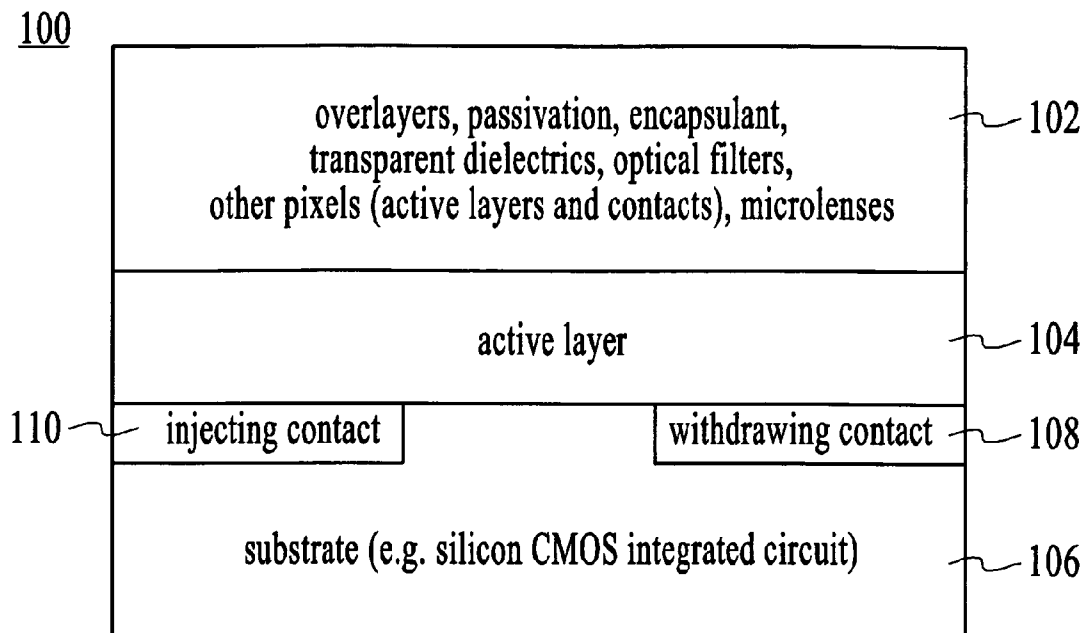 100
overlayers, passivation, encapsulant,
transparent dielectrics, optical filters,
other pixels (active layers and contacts), microlenses
102
active layer
104
110
injecting contact
withdrawing contact
108
substrate (e.g. silicon CMOS integrated circuit)
106